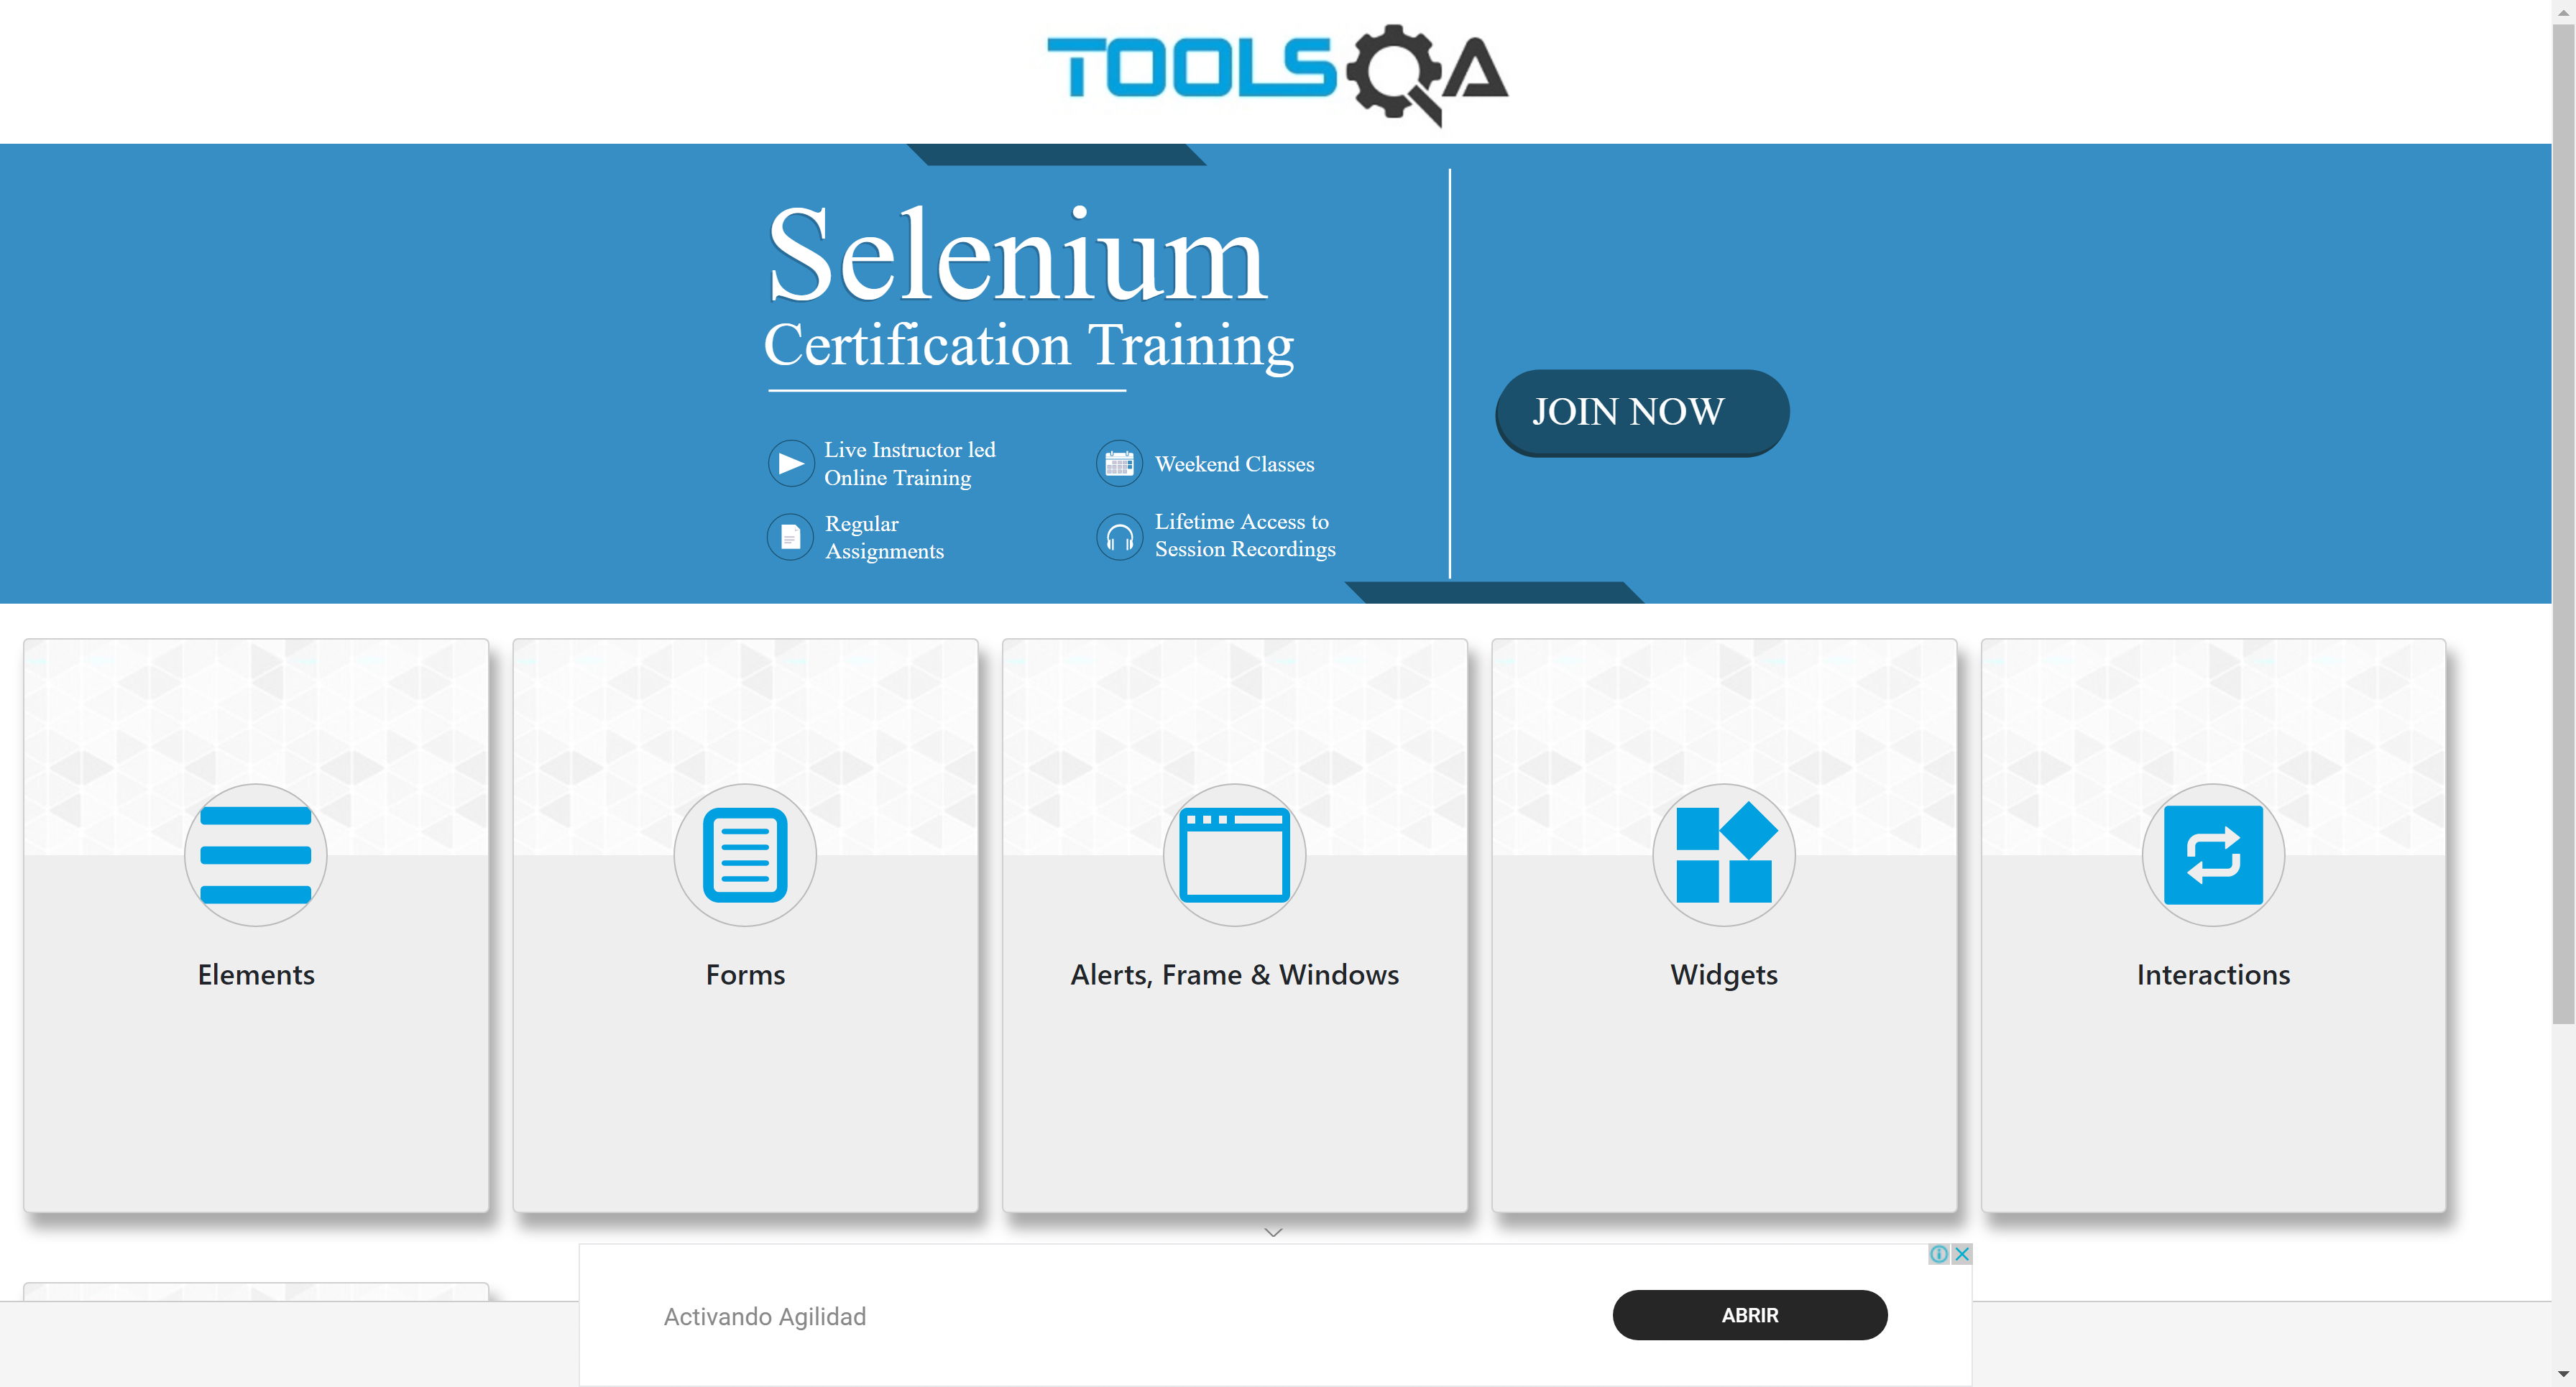 TOOLSQA
Selenium
Certification Training
Live Instructor led
Online Training
Weekend Classes
Regular
Assignments
Lifetime Access to
Session Recordings
JOIN NOW
Elements
Forms
Alerts, Frame & Windows
Widgets
Interactions
Activando Agilidad
ABRIR